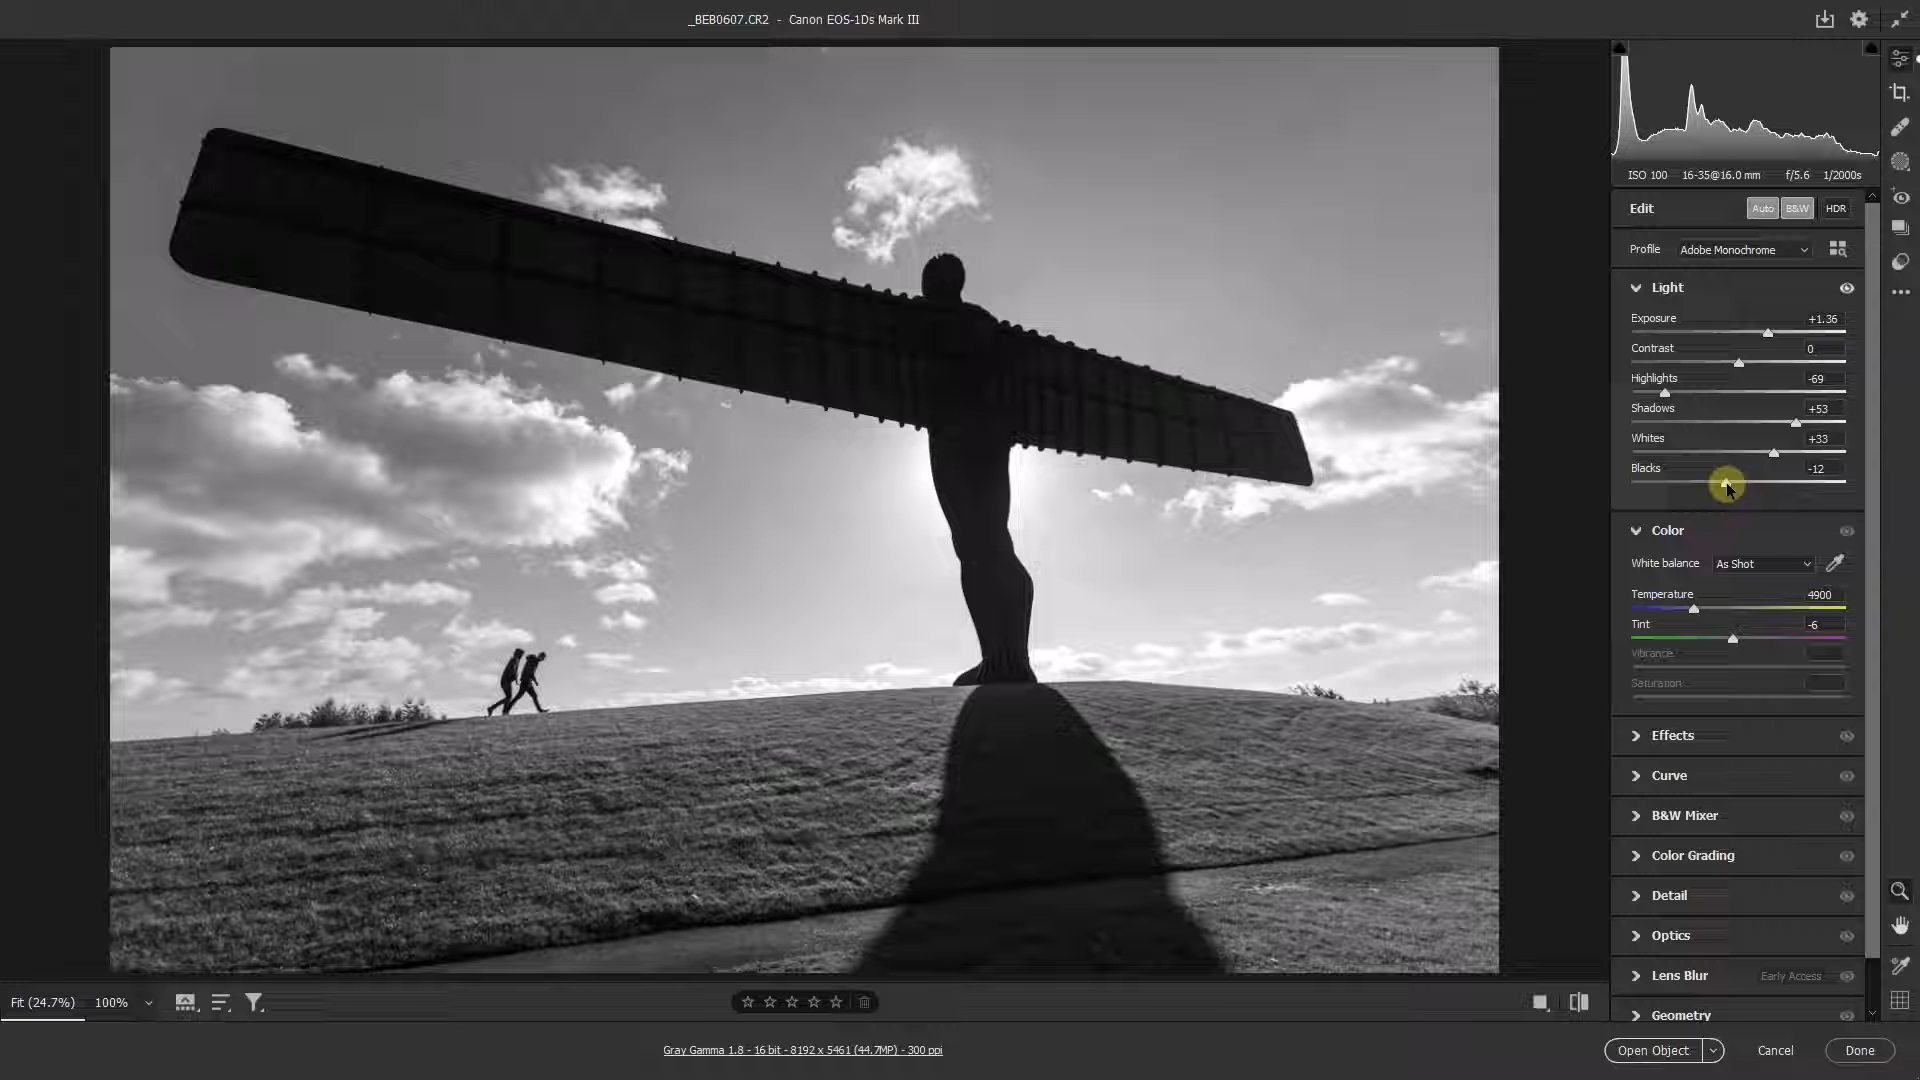 _BEB0607.CR2 - Canon EOS-1Ds Mark III
ISO 100 16-35@16.0 mm f/5.6 1/2000s
Edit Auto B&W HDR
Profile Adobe Monochrome
Light
Exposure +1.36
Contrast 0
Highlights -69
Shadows +53
Whites +33
Blacks -12
Color
White balance As Shot
Temperature 4900
Tint -6
Vibrance
Saturation
Effects
Curve
B&W Mixer
Color Grading
Detail
Optics
Lens Blur Early Access
Geometry
Fit (24.7%) 100%
Gray Gamma 1.8 - 16 bit - 8192 x 5461 (44.7MP) - 300 ppi
Open Object Cancel Done